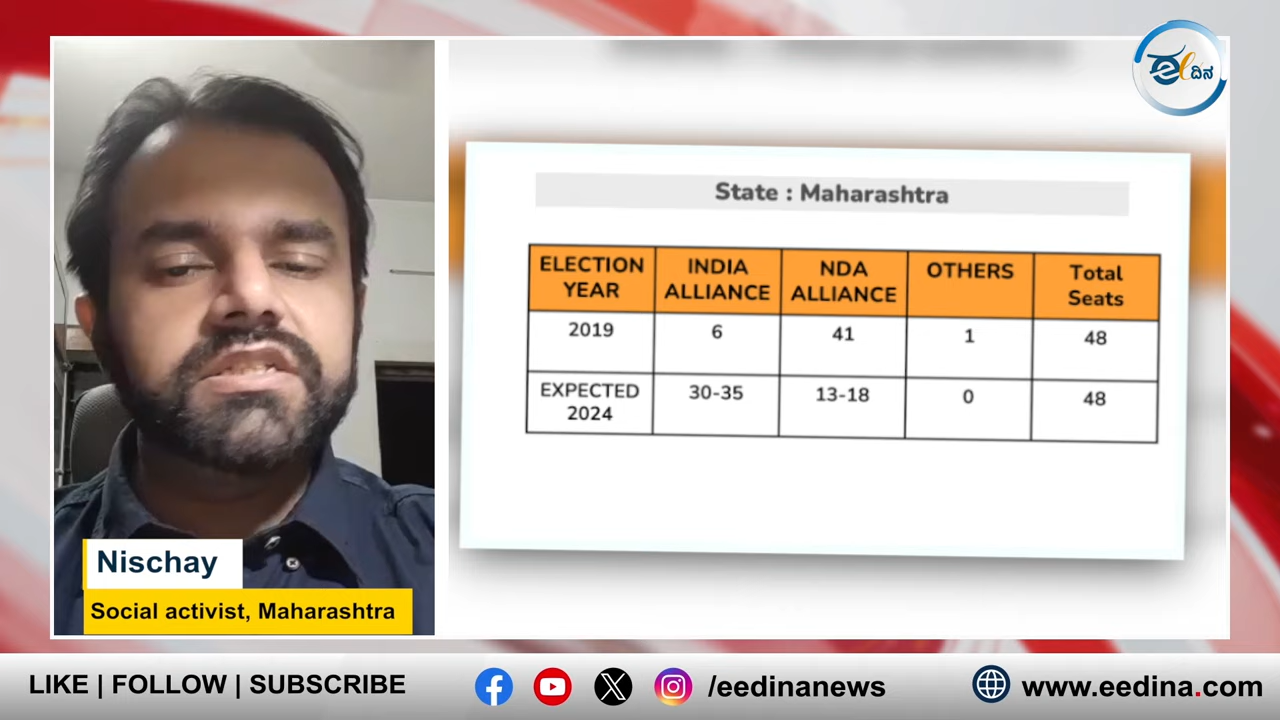 eಲ ದಿನ
State : Maharashtra
ELECTION YEAR INDIA ALLIANCE NDA ALLIANCE OTHERS Total Seats
2019 6 41 1 48
EXPECTED 2024 30-35 13-18 0 48
Nischay
Social activist, Maharashtra
LIKE | FOLLOW | SUBSCRIBE
/eedinanews
www.eedina.com